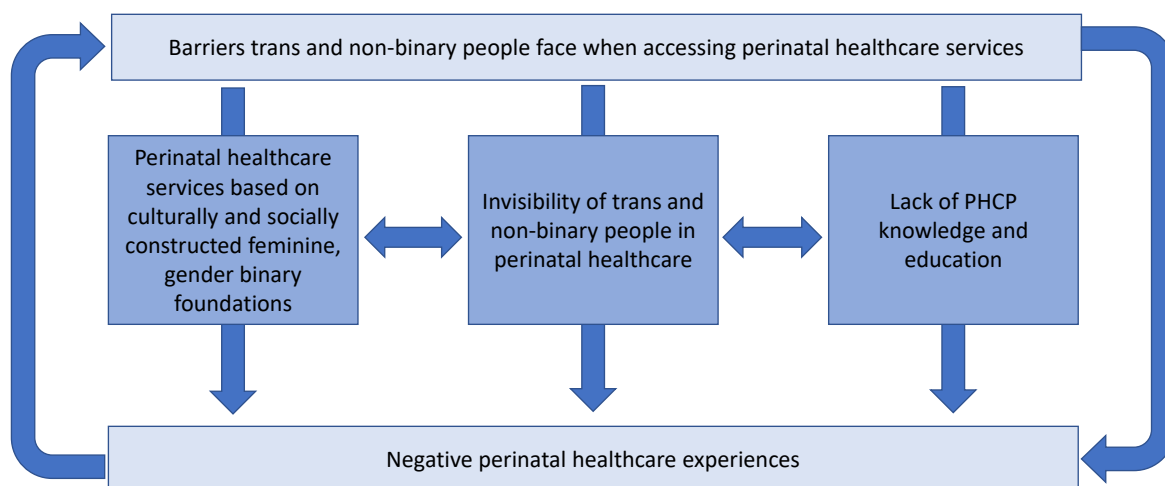 Barriers trans and non-binary people face when accessing perinatal healthcare services
Perinatal healthcare
services based on
culturally and socially
constructed feminine,
gender binary
foundations
Invisibility of trans and
non-binary people in
perinatal healthcare
Lack of PHCP
knowledge and
education
Negative perinatal healthcare experiences